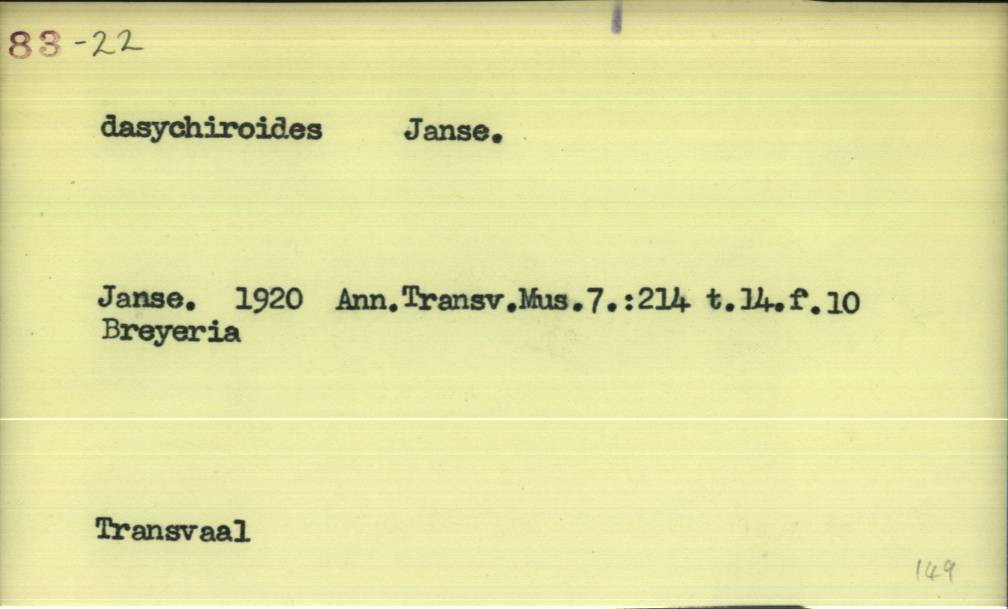 83-22
dasychiroides Janse.
Janse. 1920 Ann.Transv.Mus.7.:214 t.14.f.10
Breyeria
Transvaal
149